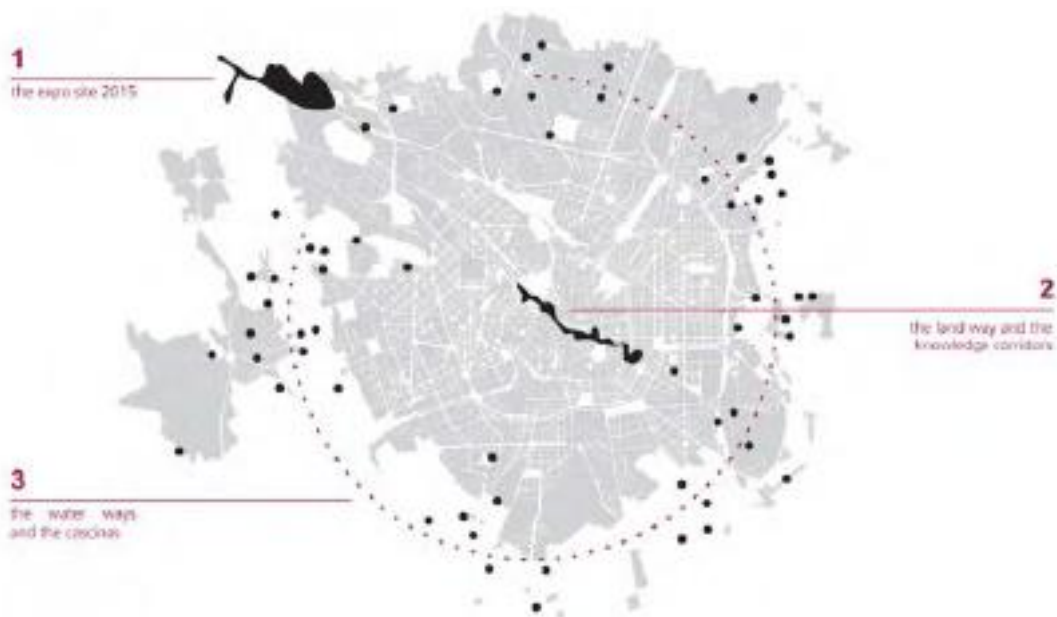 1
the expo site 2015
2
the land way and the
knowledge corridors
3
the water ways
and the cascinas